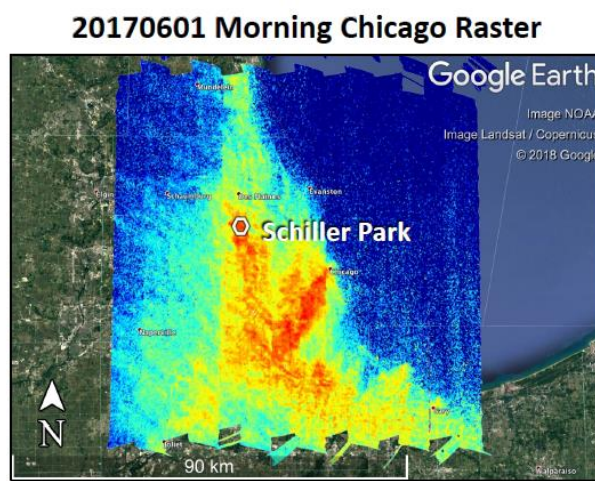 20170601 Morning Chicago Raster
Google Earth
Image NOAA
Image Landsat / Copernicus
© 2018 Google
Mundelein
Elgin
Schaumburg
Des Plaines
Evanston
Schiller Park
Chicago
Naperville
Gary
N
Joliet
90 km
Valparaiso